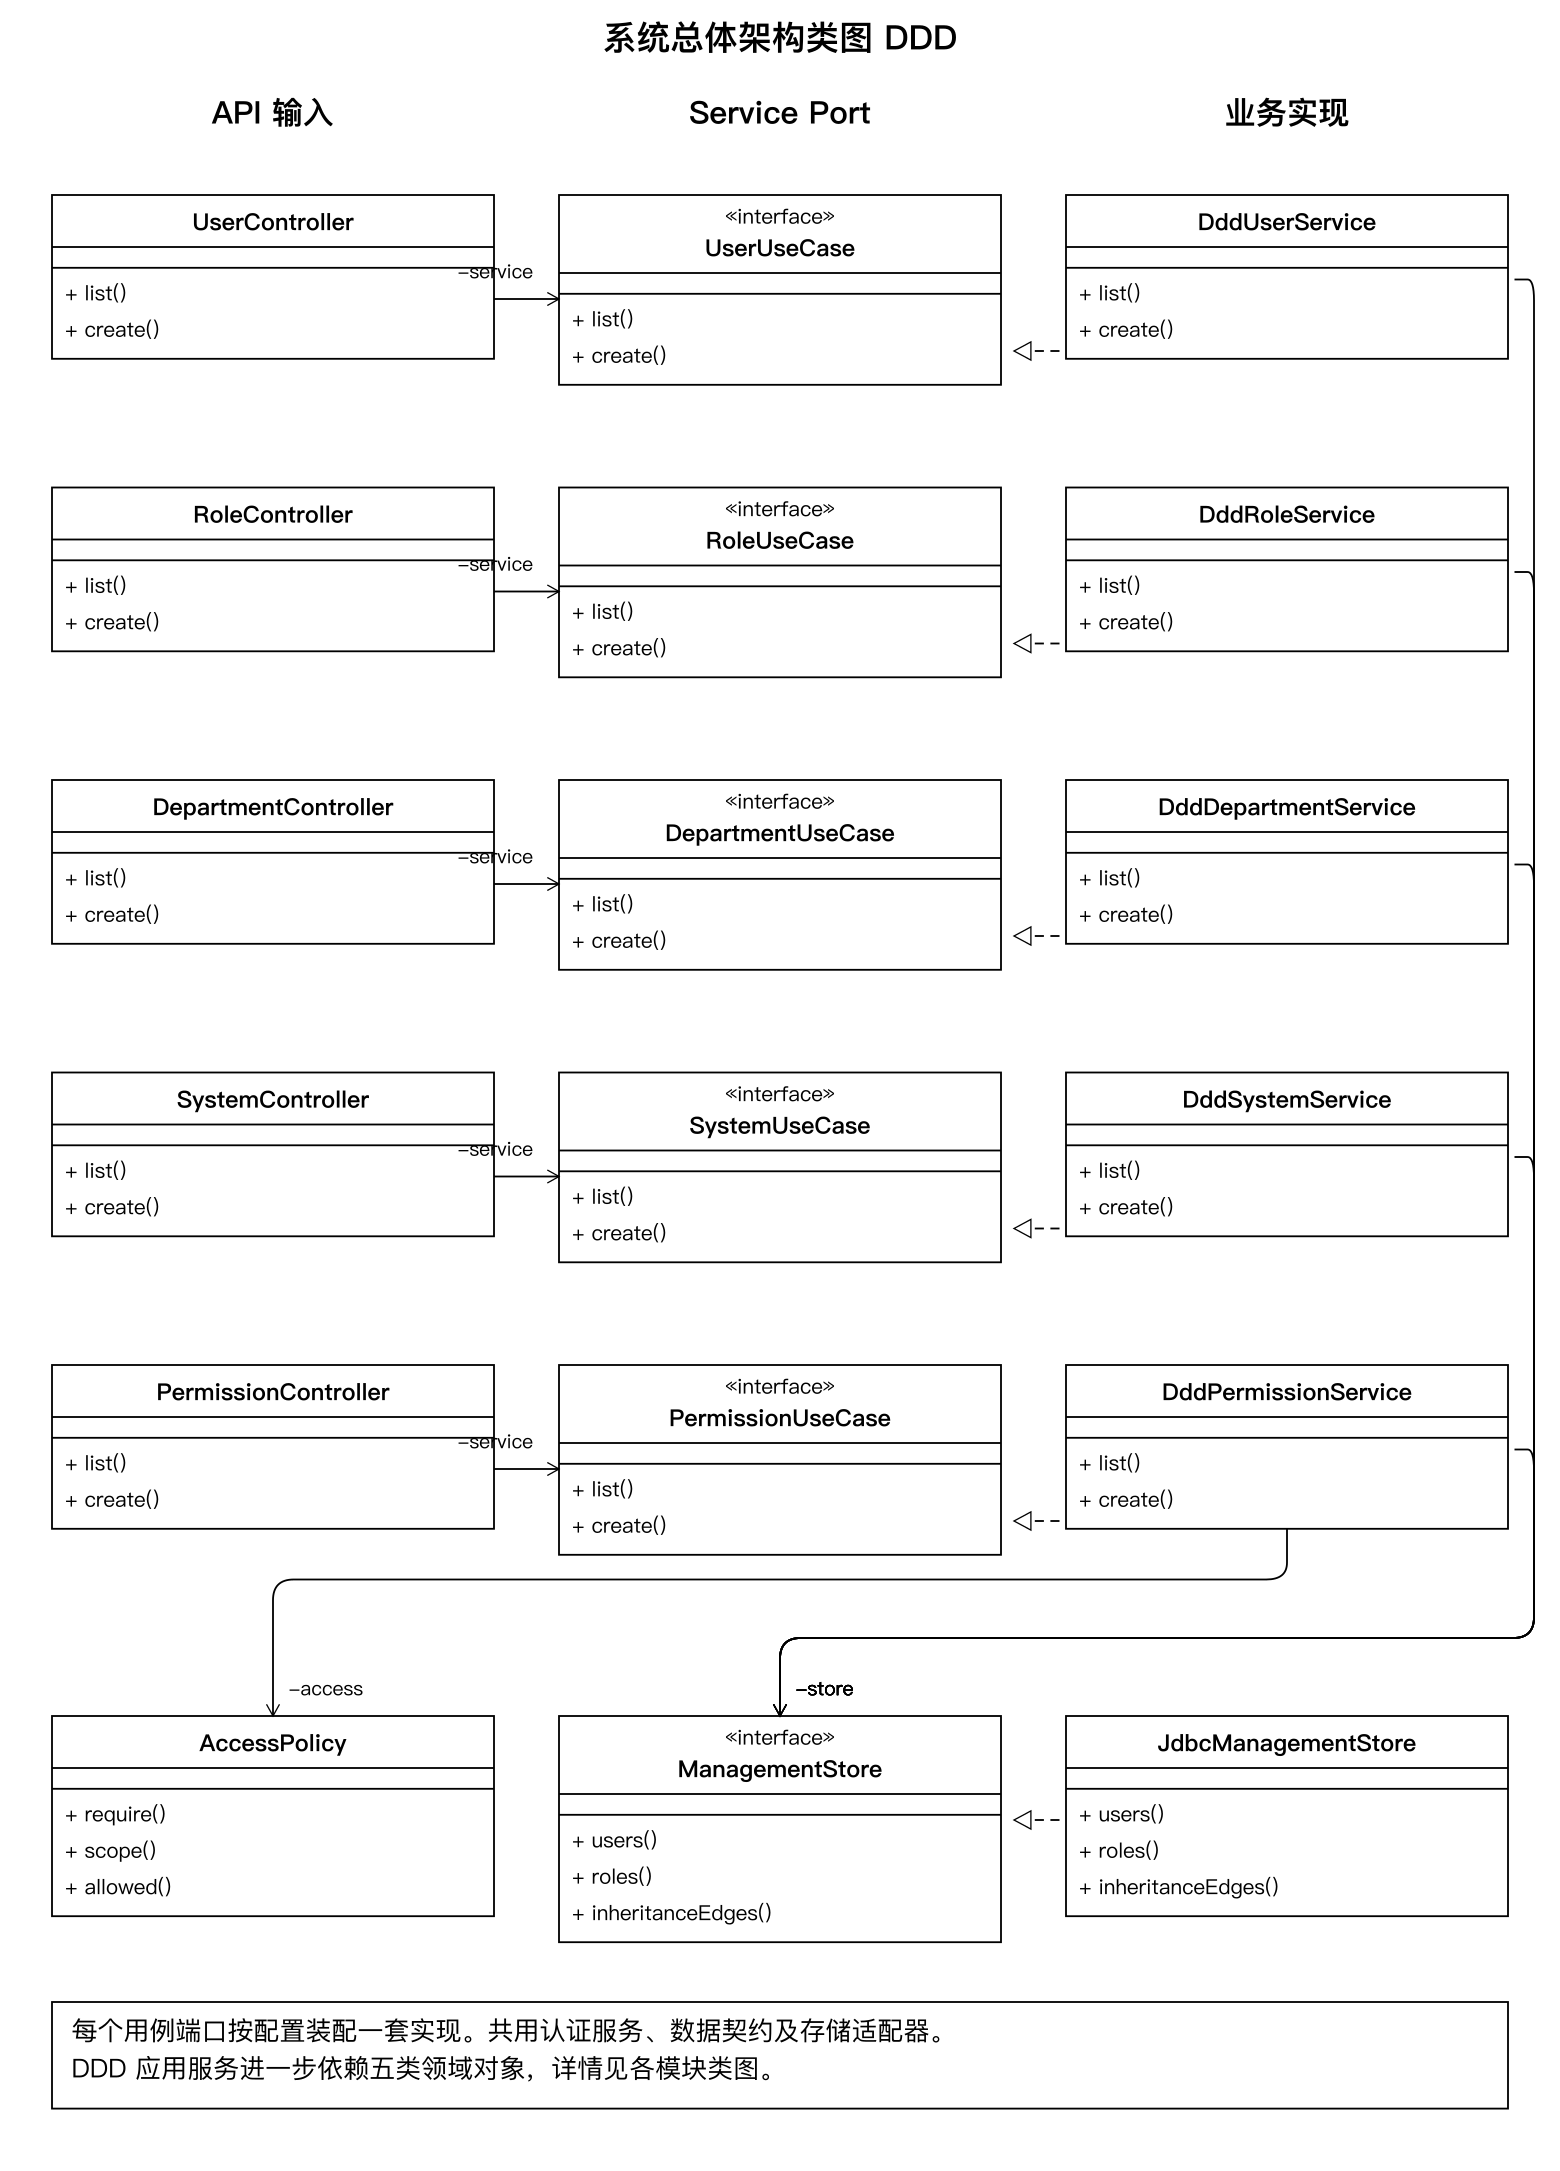 系统总体架构类图 DDD
API 输入
Service Port
业务实现
UserController
+ list()
+ create()
–service
«interface»
UserUseCase
+ list()
+ create()
DddUserService
+ list()
+ create()
RoleController
+ list()
+ create()
–service
«interface»
RoleUseCase
+ list()
+ create()
DddRoleService
+ list()
+ create()
DepartmentController
+ list()
+ create()
–service
«interface»
DepartmentUseCase
+ list()
+ create()
DddDepartmentService
+ list()
+ create()
SystemController
+ list()
+ create()
–service
«interface»
SystemUseCase
+ list()
+ create()
DddSystemService
+ list()
+ create()
PermissionController
+ list()
+ create()
–service
«interface»
PermissionUseCase
+ list()
+ create()
DddPermissionService
+ list()
+ create()
–access
–store
AccessPolicy
+ require()
+ scope()
+ allowed()
«interface»
ManagementStore
+ users()
+ roles()
+ inheritanceEdges()
JdbcManagementStore
+ users()
+ roles()
+ inheritanceEdges()
每个用例端口按配置装配一套实现。共用认证服务、数据契约及存储适配器。
DDD 应用服务进一步依赖五类领域对象，详情见各模块类图。